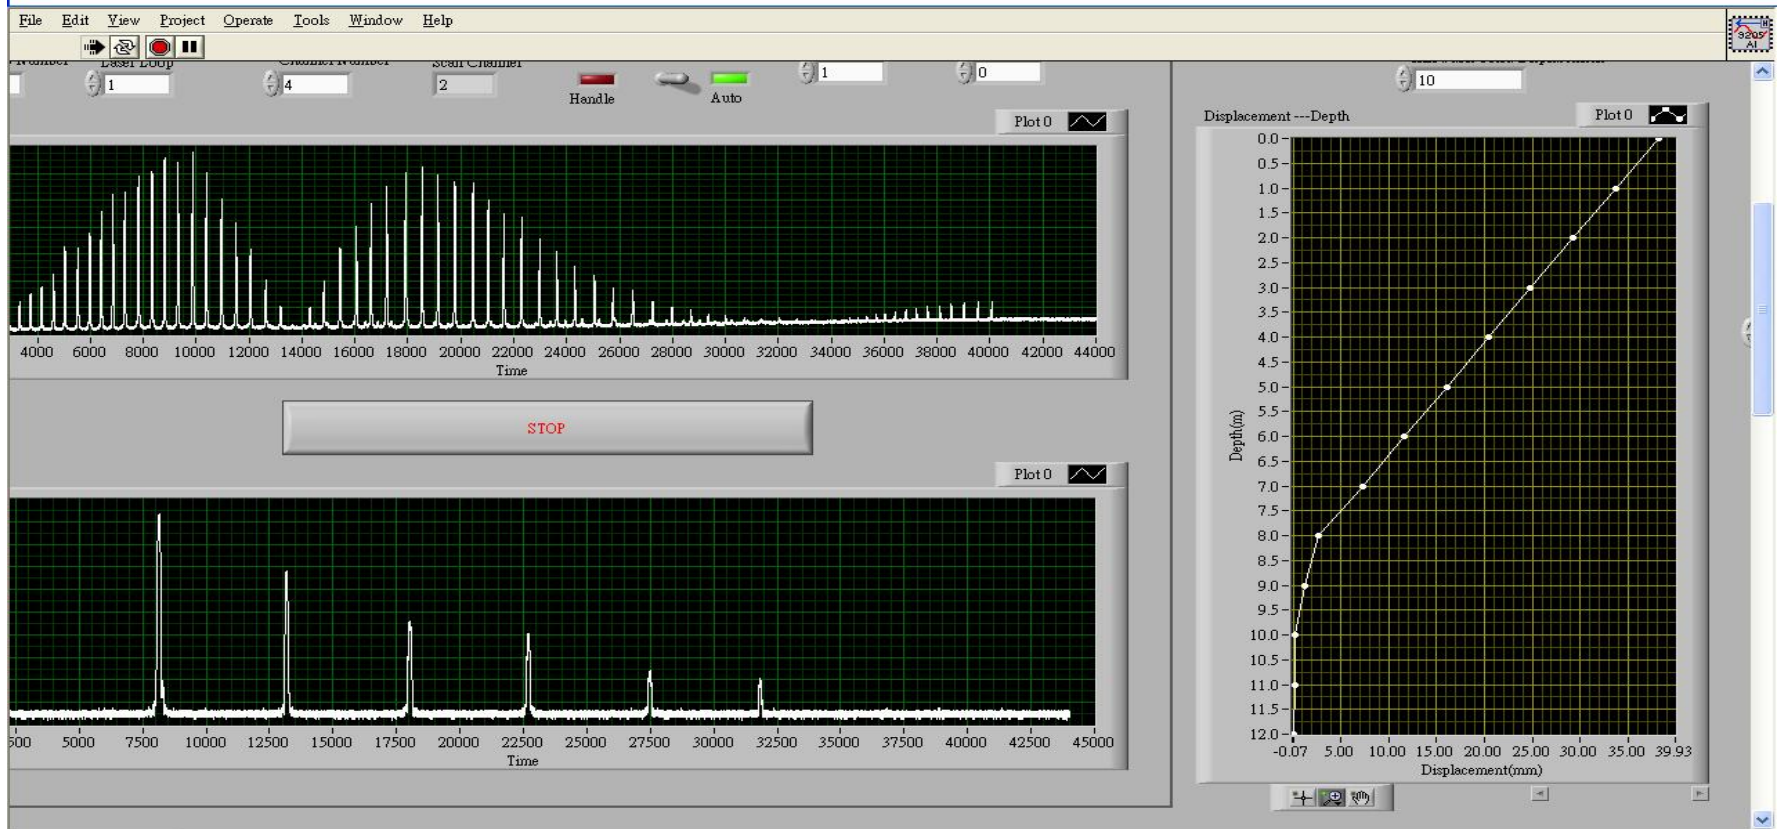 File Edit View Project Operate Tools Window Help
9205
AI
Laser Loop
Channel Number
Scan Channel
1
4
2
Handle
Auto
1
0
10
Plot 0
4000 6000 8000 10000 12000 14000 16000 18000 20000 22000 24000 26000 28000 30000 32000 34000 36000 38000 40000 42000 44000
Time
STOP
Plot 0
5000 7500 10000 12500 15000 17500 20000 22500 25000 27500 30000 32500 35000 37500 40000 42500 45000
Time
Displacement ---Depth
Plot 0
0.0
0.5
1.0
1.5
2.0
2.5
3.0
3.5
4.0
4.5
5.0
5.5
6.0
6.5
7.0
7.5
8.0
8.5
9.0
9.5
10.0
10.5
11.0
11.5
12.0
Depth(m)
-0.07 5.00 10.00 15.00 20.00 25.00 30.00 35.00 39.93
Displacement(mm)